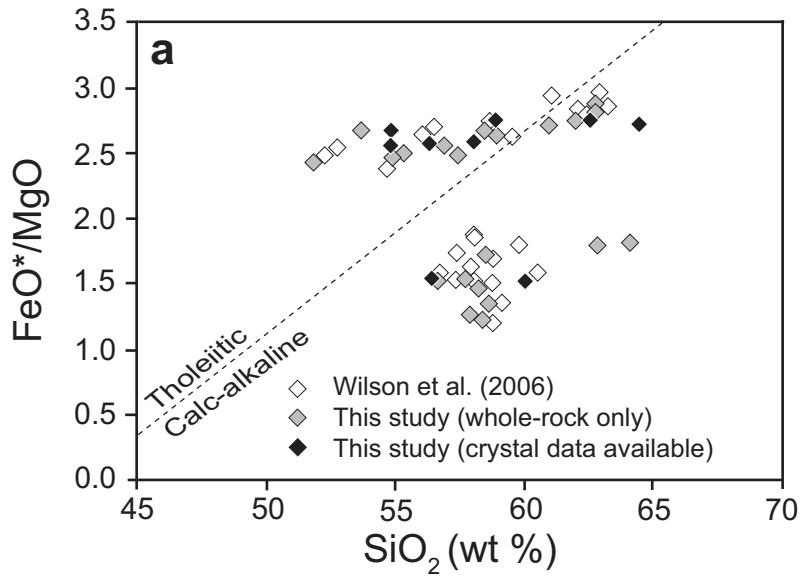 a
3.5
3.0
2.5
2.0
1.5
1.0
0.5
0.0
FeO*/MgO
Tholeiitic
Calc-alkaline
Wilson et al. (2006)
This study (whole-rock only)
This study (crystal data available)
45 50 55 60 65 70
SiO₂ (wt %)